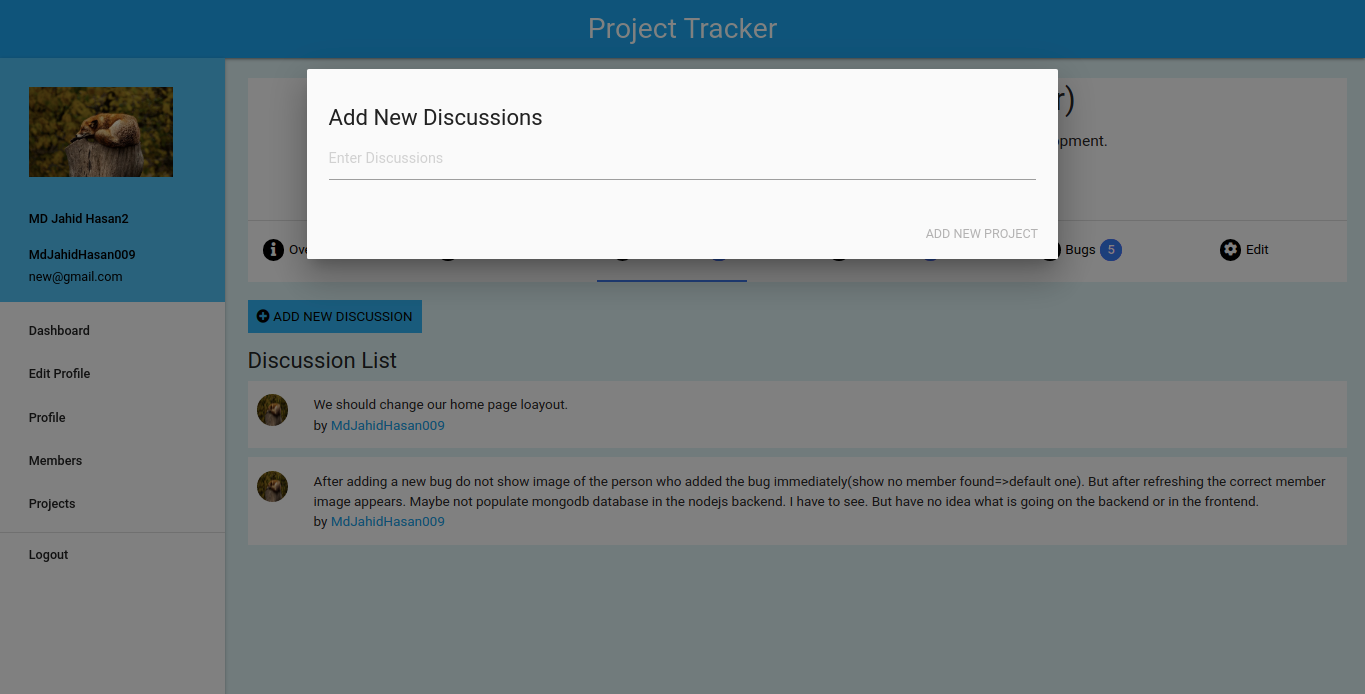 Project Tracker
MD Jahid Hasan2
MdJahidHasan009
new@gmail.com
Dashboard
Edit Profile
Profile
Members
Projects
Logout
Add New Discussions
Enter Discussions
ADD NEW PROJECT
r)
opment.
Ov
Bugs 5
Edit
ADD NEW DISCUSSION
Discussion List
We should change our home page loayout.
by MdJahidHasan009
After adding a new bug do not show image of the person who added the bug immediately(show no member found=>default one). But after refreshing the correct member
image appears. Maybe not populate mongodb database in the nodejs backend. I have to see. But have no idea what is going on the backend or in the frontend.
by MdJahidHasan009